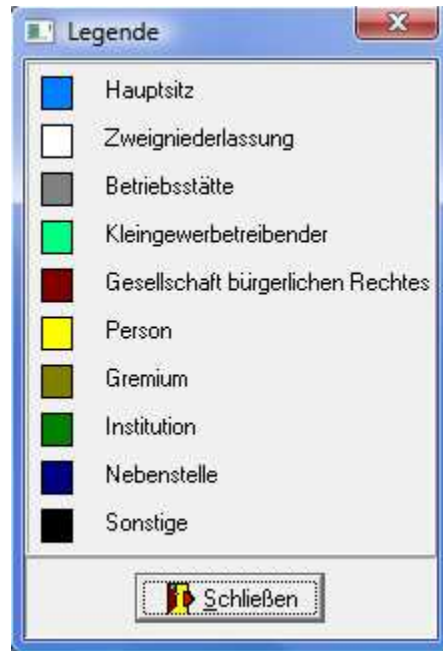 Legende
Hauptsitz
Zweigniederlassung
Betriebsstätte
Kleingewerbetreibender
Gesellschaft bürgerlichen Rechtes
Person
Gremium
Institution
Nebenstelle
Sonstige
Schließen